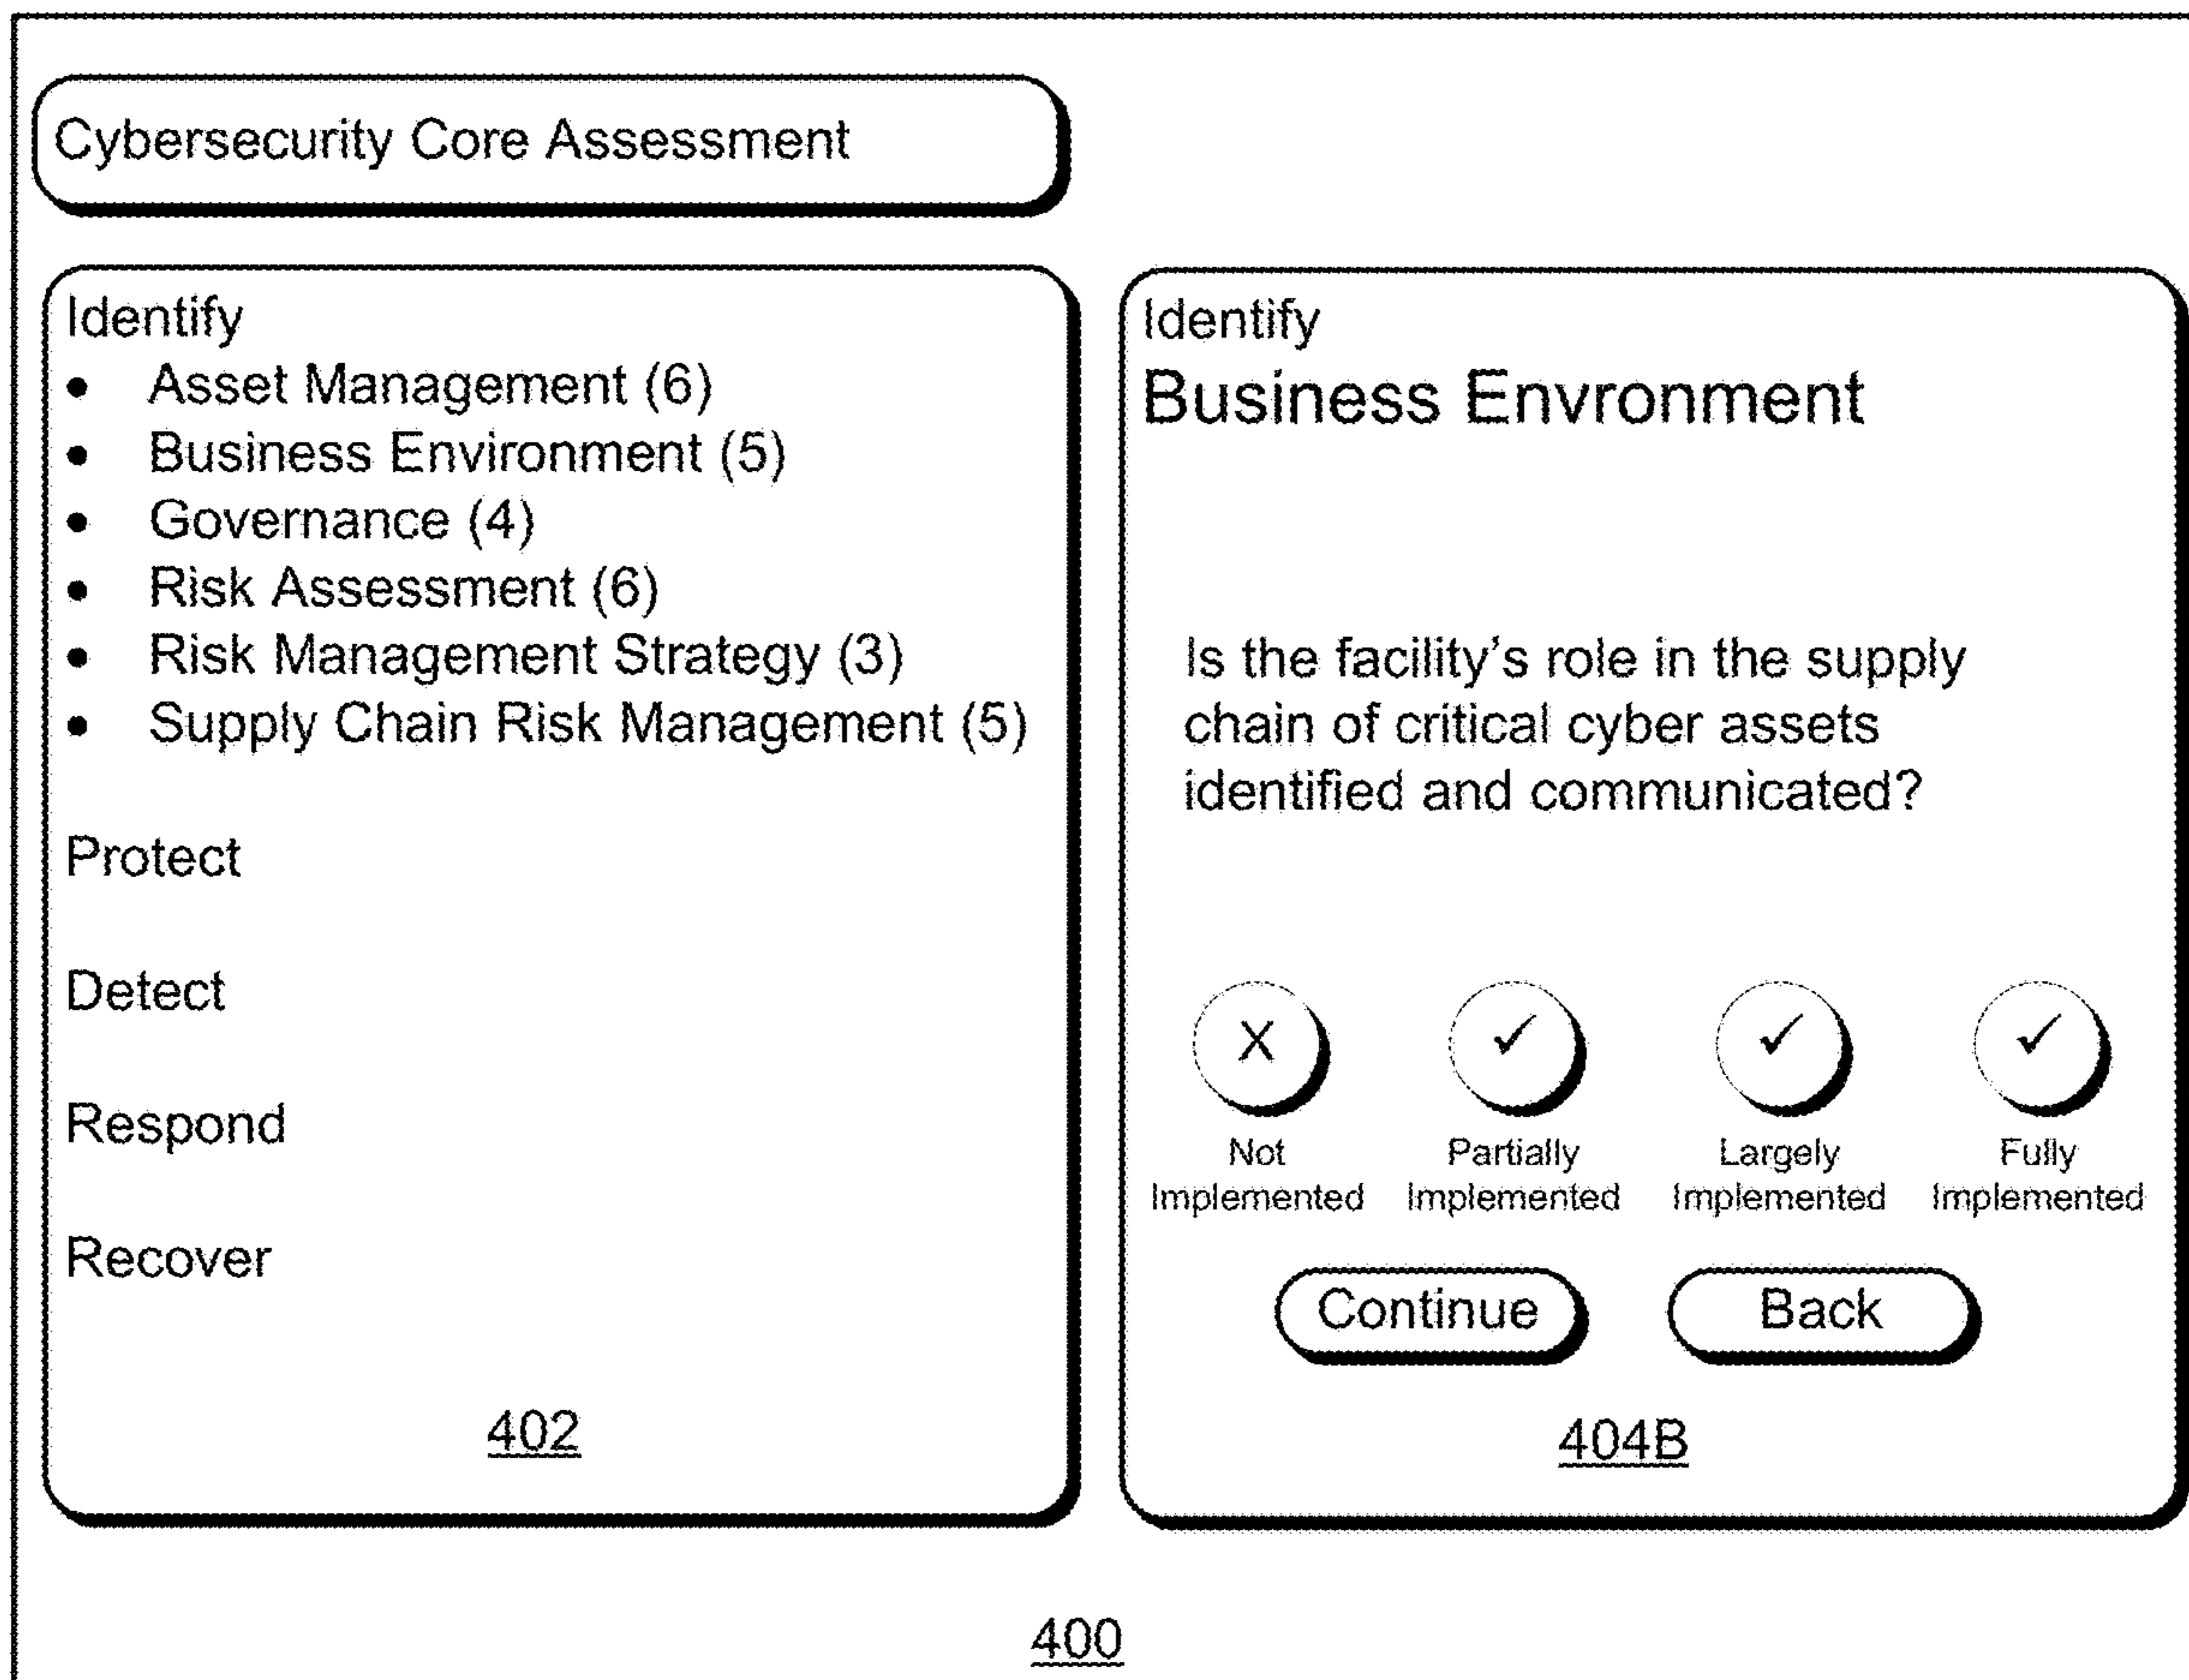 Cybersecurity Core Assessment
Identify
• Asset Management (6)
• Business Environment (5)
• Governance (4)
• Risk Assessment (6)
• Risk Management Strategy (3)
• Supply Chain Risk Management (5)
Protect
Detect
Respond
Recover
402
Identify
Business Envronment
Is the facility's role in the supply
chain of critical cyber assets
identified and communicated?
X ✓ ✓ ✓
Not Partially Largely Fully
Implemented Implemented Implemented Implemented
Continue Back
404B
400